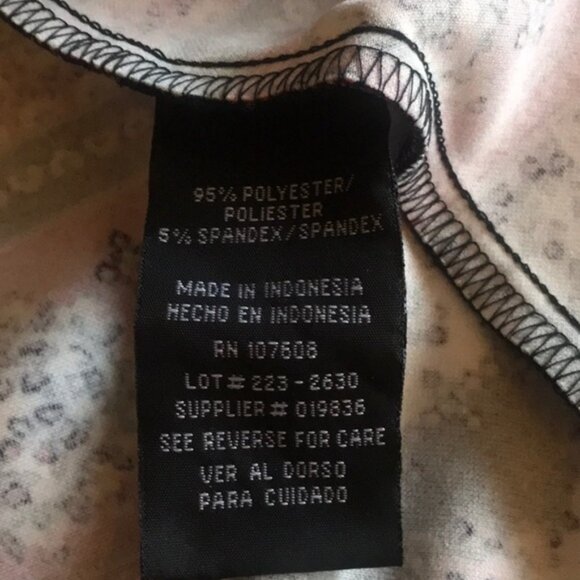 95% POLYESTER/
POLIESTER
5% SPANDEX/SPANDEX
MADE IN INDONESIA
HECHO EN INDONESIA
RN 107608
LOT# 223-2630
SUPPLIER# 019836
SEE REVERSE FOR CARE
VER AL DORSO
PARA CUIDADO